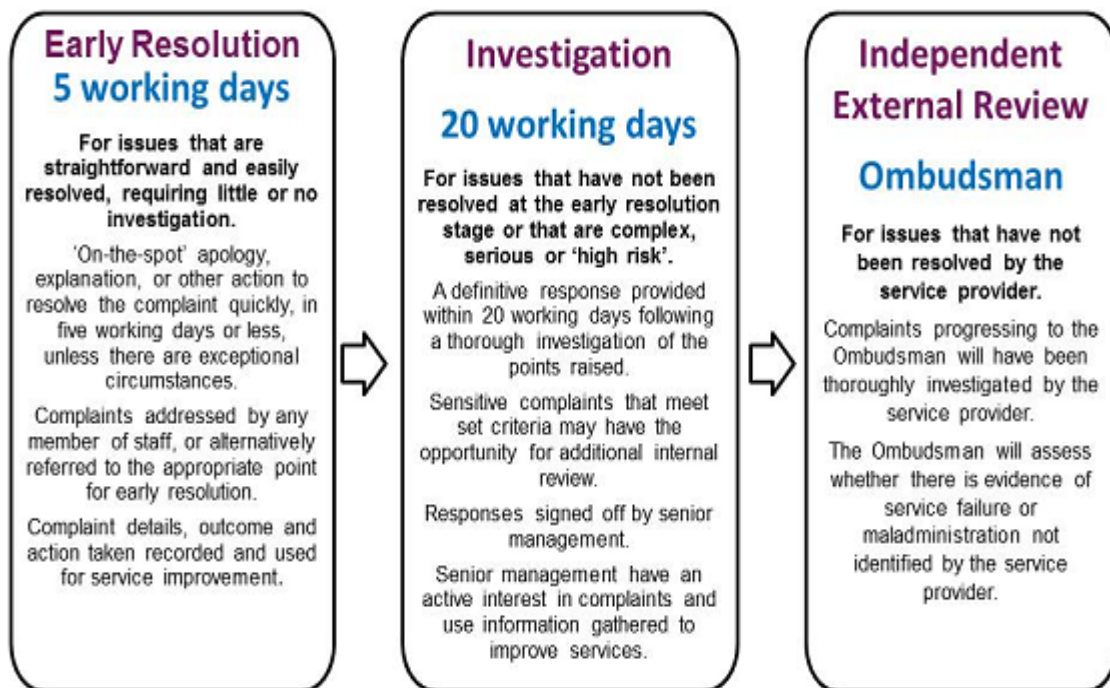 Early Resolution
5 working days
For issues that are
straightforward and easily
resolved, requiring little or no
investigation.
'On-the-spot' apology,
explanation, or other action to
resolve the complaint quickly, in
five working days or less,
unless there are exceptional
circumstances.
Complaints addressed by any
member of staff, or alternatively
referred to the appropriate point
for early resolution.
Complaint details, outcome and
action taken recorded and used
for service improvement.
Investigation
20 working days
For issues that have not been
resolved at the early resolution
stage or that are complex,
serious or 'high risk'.
A definitive response provided
within 20 working days following
a thorough investigation of the
points raised.
Sensitive complaints that meet
set criteria may have the
opportunity for additional internal
review.
Responses signed off by senior
management.
Senior management have an
active interest in complaints and
use information gathered to
improve services.
Independent
External Review
Ombudsman
For issues that have not
been resolved by the
service provider.
Complaints progressing to the
Ombudsman will have been
thoroughly investigated by the
service provider.
The Ombudsman will assess
whether there is evidence of
service failure or
maladministration not
identified by the service
provider.